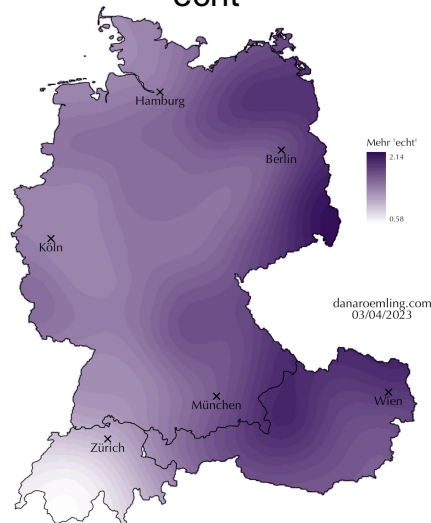 echt
Hamburg
Mehr 'echt'
2.14
Berlin
0.58
Köln
danaroemling.com
03/04/2023
München
Wien
Zürich